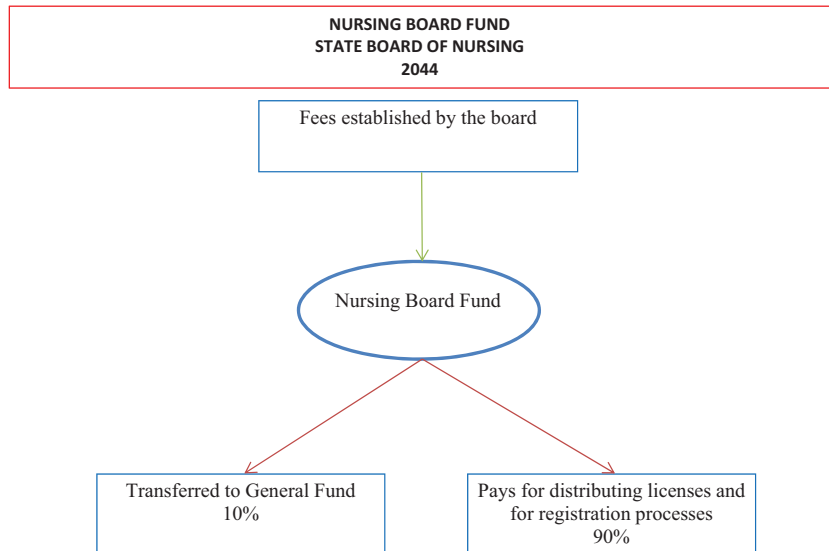 NURSING BOARD FUND
STATE BOARD OF NURSING
2044
Fees established by the board
Nursing Board Fund
Transferred to General Fund
10%
Pays for distributing licenses and
for registration processes
90%